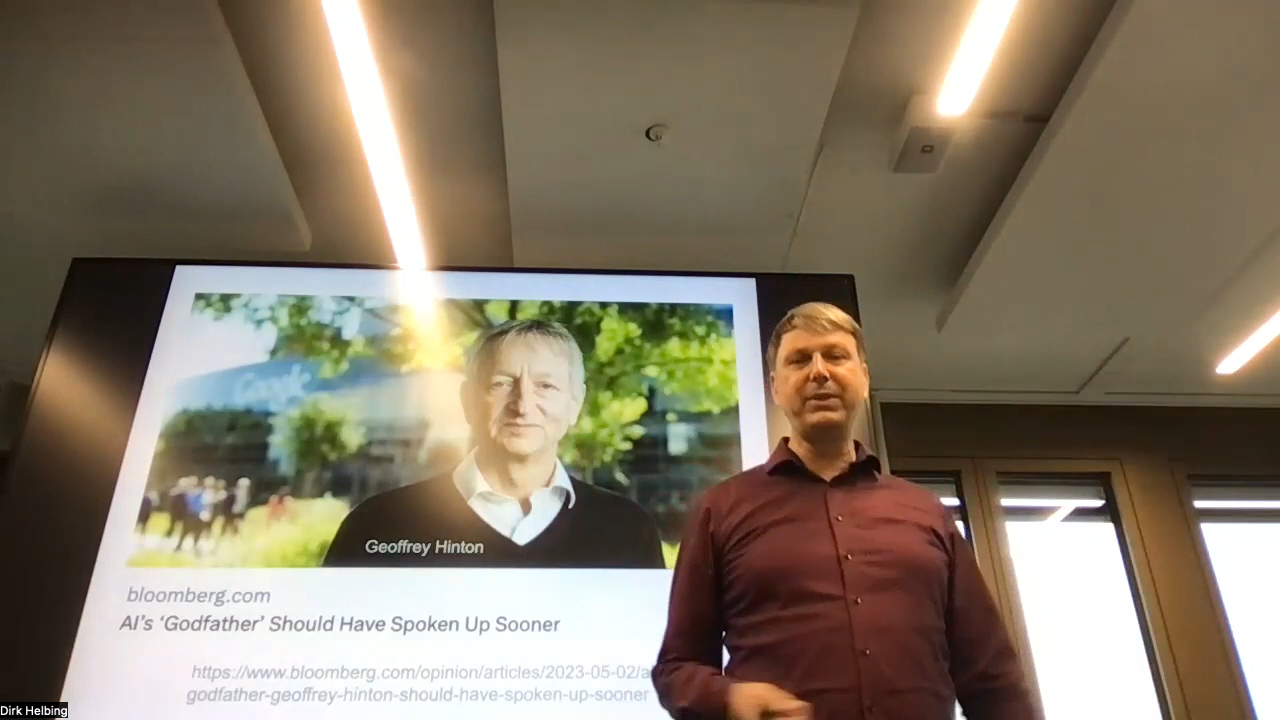 Google
Geoffrey Hinton
bloomberg.com
AI's 'Godfather' Should Have Spoken Up Sooner
https://www.bloomberg.com/opinion/articles/2023-05-02/a
godfather-geoffrey-hinton-should-have-spoken-up-sooner
Dirk Helbing